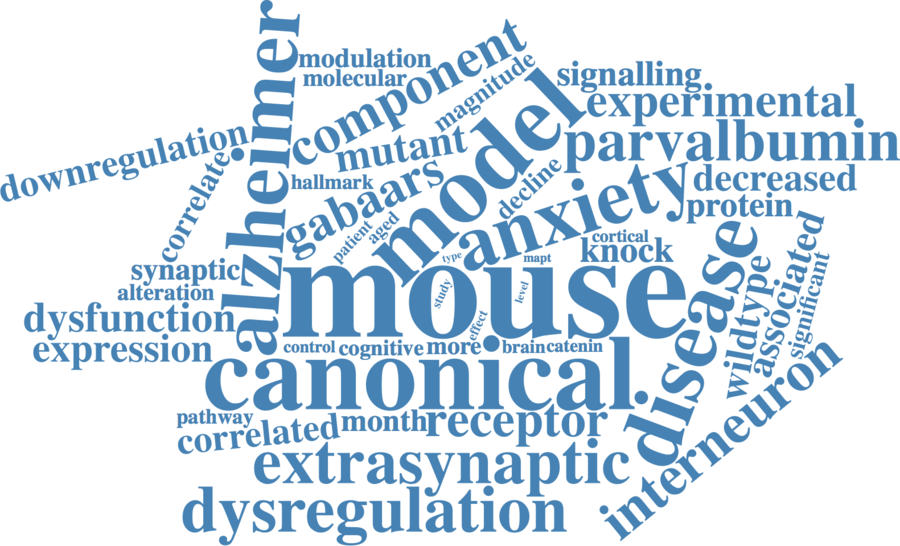 alzheimer
modulation
molecular
component
magnitude
signalling
experimental
downregulation
correlate
mutant
model
parvalbumin
hallmark
gabaars
decline
anxiety
decreased
protein
patient
aged
cortical
knock
synaptic
alteration
type
mapt
mouse
study
level
effect
disease
wildtype
associated
significant
dysfunction
expression
control
cognitive
more
brain
catenin
canonical
interneuron
pathway
correlated
month
receptor
extrasynaptic
dysregulation